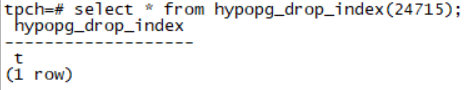 tpch=# select * from hypopg_drop_index(24715);
 hypopg_drop_index
-------------------
 t
(1 row)